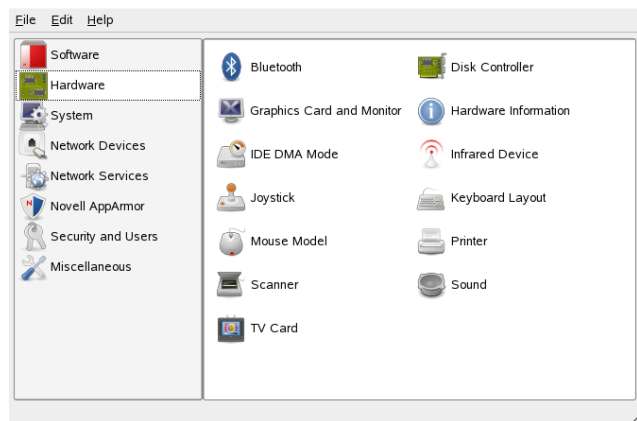 File Edit Help
Software
Hardware
System
Network Devices
Network Services
Novell AppArmor
Security and Users
Miscellaneous
Bluetooth
Disk Controller
Graphics Card and Monitor
Hardware Information
IDE DMA Mode
Infrared Device
Joystick
Keyboard Layout
Mouse Model
Printer
Scanner
Sound
TV Card